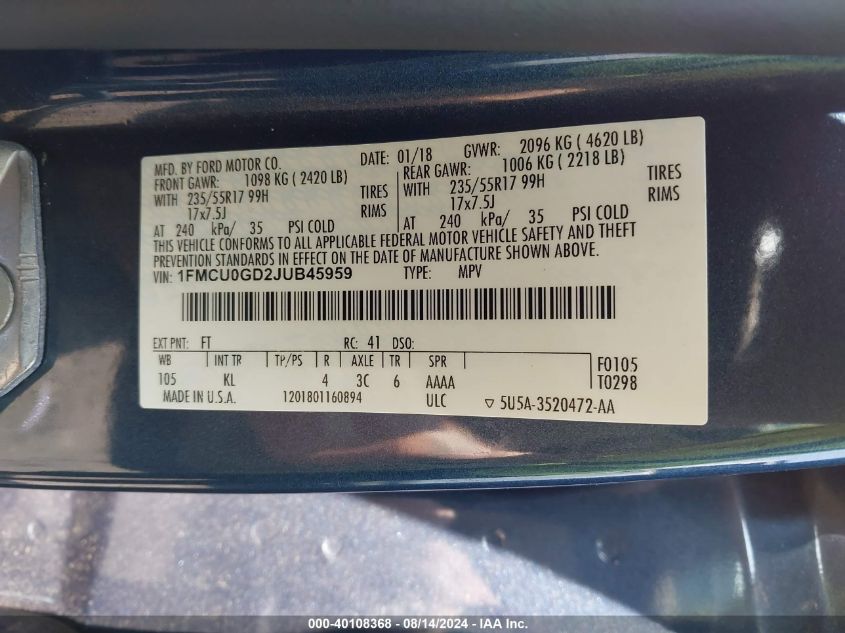 MFD. BY FORD MOTOR CO. DATE: 01/18 GVWR: 2096 KG ( 4620 LB)
FRONT GAWR: 1098 KG ( 2420 LB) REAR GAWR: 1006 KG ( 2218 LB)
WITH 235/55R17 99H TIRES WITH 235/55R17 99H TIRES
17x7.5J RIMS 17x7.5J RIMS
AT 240 kPa/ 35 PSI COLD AT 240 kPa/ 35 PSI COLD
THIS VEHICLE CONFORMS TO ALL APPLICABLE FEDERAL MOTOR VEHICLE SAFETY AND THEFT
PREVENTION STANDARDS IN EFFECT ON THE DATE OF MANUFACTURE SHOWN ABOVE.
VIN: 1FMCU0GD2JUB45959 TYPE: MPV
EXT PNT: FT RC: 41 DSO:
WB INT TR TP/PS R AXLE TR SPR F0105
105 KL 4 3C 6 AAAA T0298
MADE IN U.S.A. 1201801160894 ULC ▽ 5U5A-3520472-AA
000-40108368 - 08/14/2024 - IAA Inc.